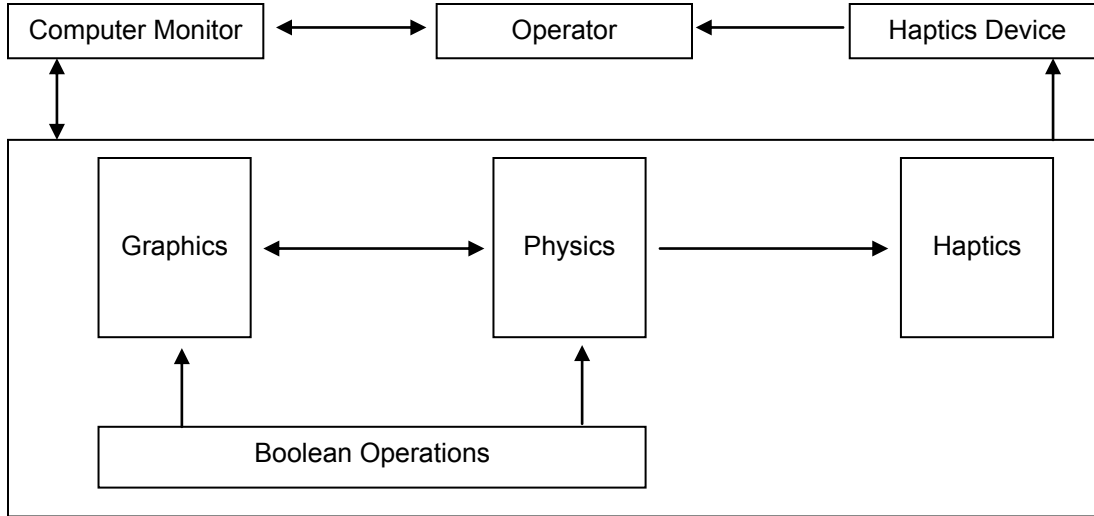 Computer Monitor
Operator
Haptics Device
Graphics
Physics
Haptics
Boolean Operations